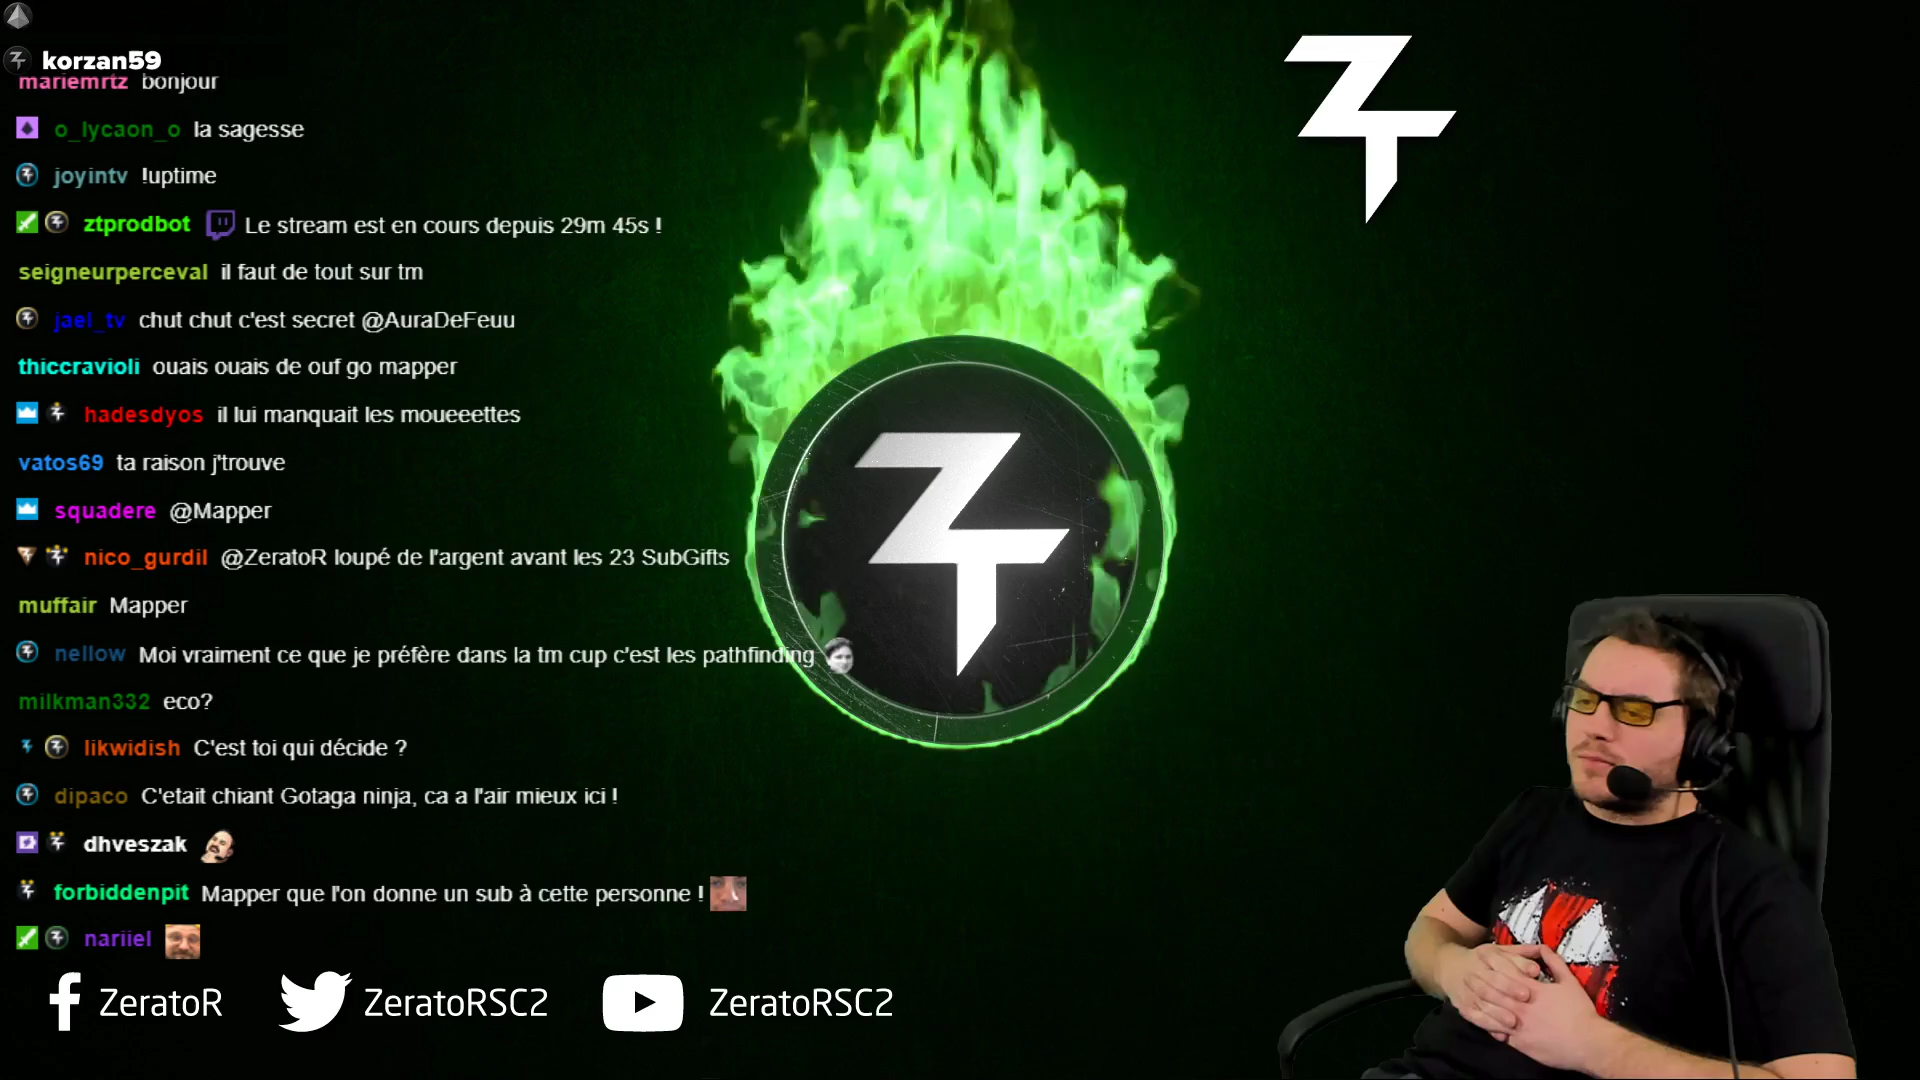 korzan59
mariemrtz bonjour
o_lycaon_o la sagesse
joyintv !uptime
ztprodbot Le stream est en cours depuis 29m 45s !
seigneurperceval il faut de tout sur tm
jael_tv chut chut c'est secret @AuraDeFeuu
thiccravioli ouais ouais de ouf go mapper
hadesdyos il lui manquait les moueeettes
vatos69 ta raison j'trouve
squadere @Mapper
nico_gurdil @ZeratoR loupé de l'argent avant les 23 SubGifts
muffair Mapper
nellow Moi vraiment ce que je préfère dans la tm cup c'est les pathfinding
milkman332 eco?
likwidish C'est toi qui décide ?
dipaco C'etait chiant Gotaga ninja, ca a l'air mieux ici !
dhveszak
forbiddenpit Mapper que l'on donne un sub à cette personne !
nariiel
ZeratoR ZeratoRSC2 ZeratoRSC2
ZT
ZT